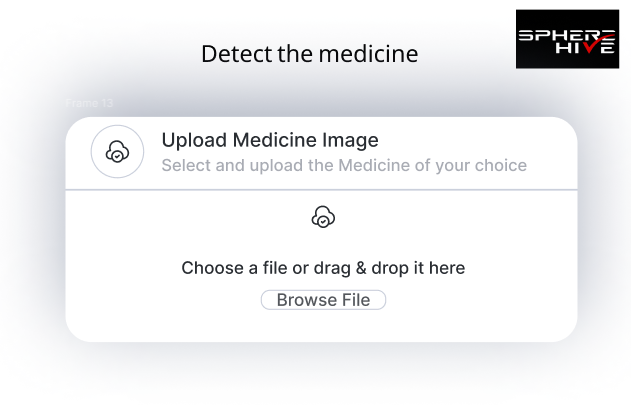 SPHERE
HIVE
Detect the medicine
Frame 13
Upload Medicine Image
Select and upload the Medicine of your choice
Choose a file or drag & drop it here
Browse File